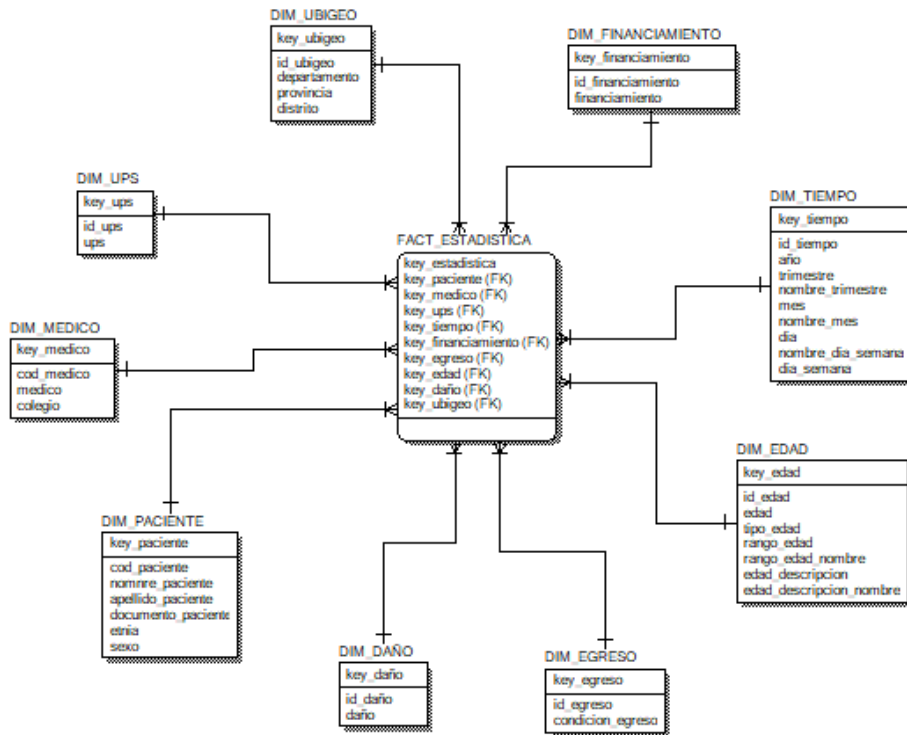 DIM_UBIGEO
key_ubigeo
id_ubigeo
departamento
provincia
distrito
DIM_FINANCIAMIENTO
key_financiamiento
id_financiamiento
financiamiento
DIM_UPS
key_ups
id_ups
ups
DIM_TIEMPO
key_tiempo
id_tiempo
año
trimestre
nombre_trimestre
mes
nombre_mes
dia
nombre_dia_semana
dia_semana
FACT_ESTADISTICA
key_estadistica
key_paciente (FK)
key_medico (FK)
key_ups (FK)
key_tiempo (FK)
key_financiamiento (FK)
key_egreso (FK)
key_edad (FK)
key_daño (FK)
key_ubigeo (FK)
DIM_MEDICO
key_medico
cod_medico
medico
colegio
DIM_EDAD
key_edad
id_edad
edad
tipo_edad
rango_edad
rango_edad_nombre
edad_descripcion
edad_descripcion_nombre
DIM_PACIENTE
key_paciente
cod_paciente
nomnre_paciente
apellido_paciente
documento_paciente
etnia
sexo
DIM_DAÑO
key_daño
id_daño
daño
DIM_EGRESO
key_egreso
id_egreso
condicion_egreso